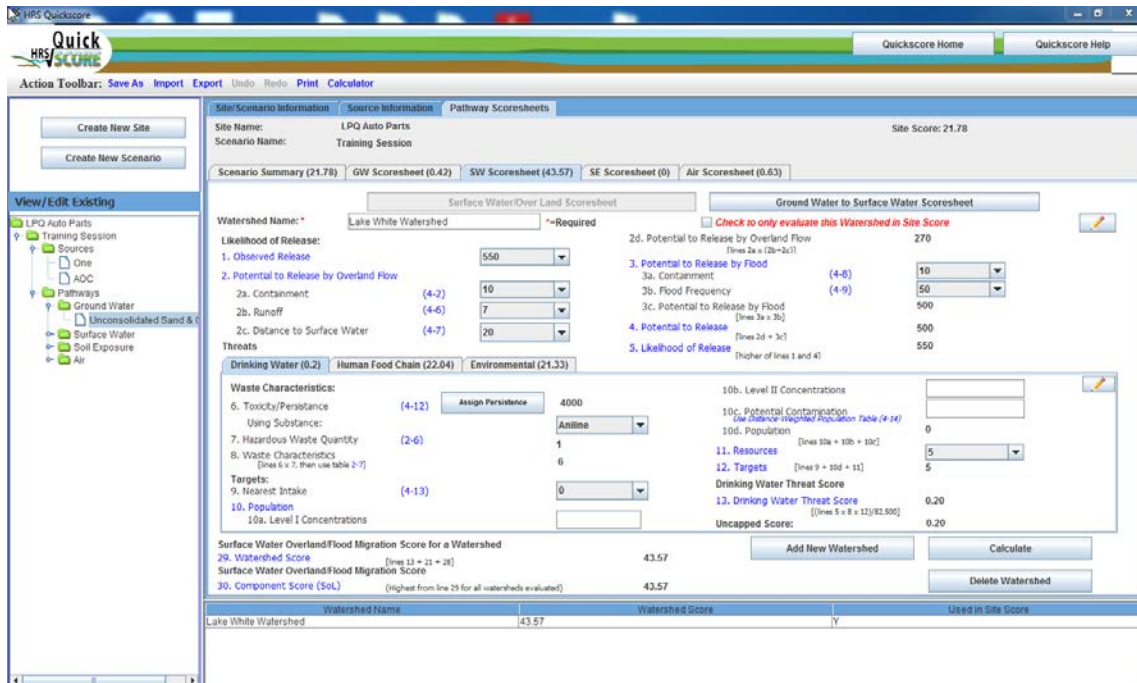 HRS Quickscore
Quick
HRS/SCORE
Quickscore Home
Quickscore Help
Action Toolbar: Save As Import Export Undo Redo Print Calculator
Create New Site
Create New Scenario
View/Edit Existing
LPQ Auto Parts
Training Session
Sources
One
AOC
Pathways
Ground Water
Unconsolidated Sand &
Surface Water
Soil Exposure
Air
Site/Scenario Information Source Information Pathway Scoresheets
Site Name: LPQ Auto Parts Site Score: 21.78
Scenario Name: Training Session
Scenario Summary (21.78) GW Scoresheet (0.42) SW Scoresheet (43.57) SE Scoresheet (0) Air Scoresheet (0.63)
Surface Water/Over Land Scoresheet Ground Water to Surface Water Scoresheet
Watershed Name: * Lake White Watershed *=Required Check to only evaluate this Watershed in Site Score
Likelihood of Release:
1. Observed Release 550
2. Potential to Release by Overland Flow
2a. Containment (4-2) 10
2b. Runoff (4-6) 7
2c. Distance to Surface Water (4-7) 20
2d. Potential to Release by Overland Flow 270
[lines 2a x (2b+2c)]
3. Potential to Release by Flood
3a. Containment (4-8) 10
3b. Flood Frequency (4-9) 50
3c. Potential to Release by Flood 500
[lines 3a x 3b]
4. Potential to Release 500
[lines 2d + 3c]
5. Likelihood of Release 550
[higher of lines 1 and 4]
Threats
Drinking Water (0.2) Human Food Chain (22.04) Environmental (21.33)
Waste Characteristics:
6. Toxicity/Persistance (4-12) Assign Persistence 4000
Using Substance: Aniline
7. Hazardous Waste Quantity (2-6) 1
8. Waste Characteristics 6
[lines 6 x 7, then use table 2-7]
Targets:
9. Nearest Intake (4-13) 0
10. Population
10a. Level I Concentrations
10b. Level II Concentrations
10c. Potential Contamination
Use Distance-Weighted Population Table (4-14)
10d. Population 0
[lines 10a + 10b + 10c]
11. Resources 5
12. Targets [lines 9 + 10d + 11] 5
Drinking Water Threat Score
13. Drinking Water Threat Score 0.20
[(lines 5 x 8 x 12)/82,500]
Uncapped Score: 0.20
Surface Water Overland/Flood Migration Score for a Watershed
29. Watershed Score 43.57
[lines 13 + 21 + 28]
Surface Water Overland/Flood Migration Score
30. Component Score (SoL) (Highest from line 29 for all watersheds evaluated) 43.57
Add New Watershed Calculate
Delete Watershed
Watershed Name Watershed Score Used in Site Score
Lake White Watershed 43.57 Y